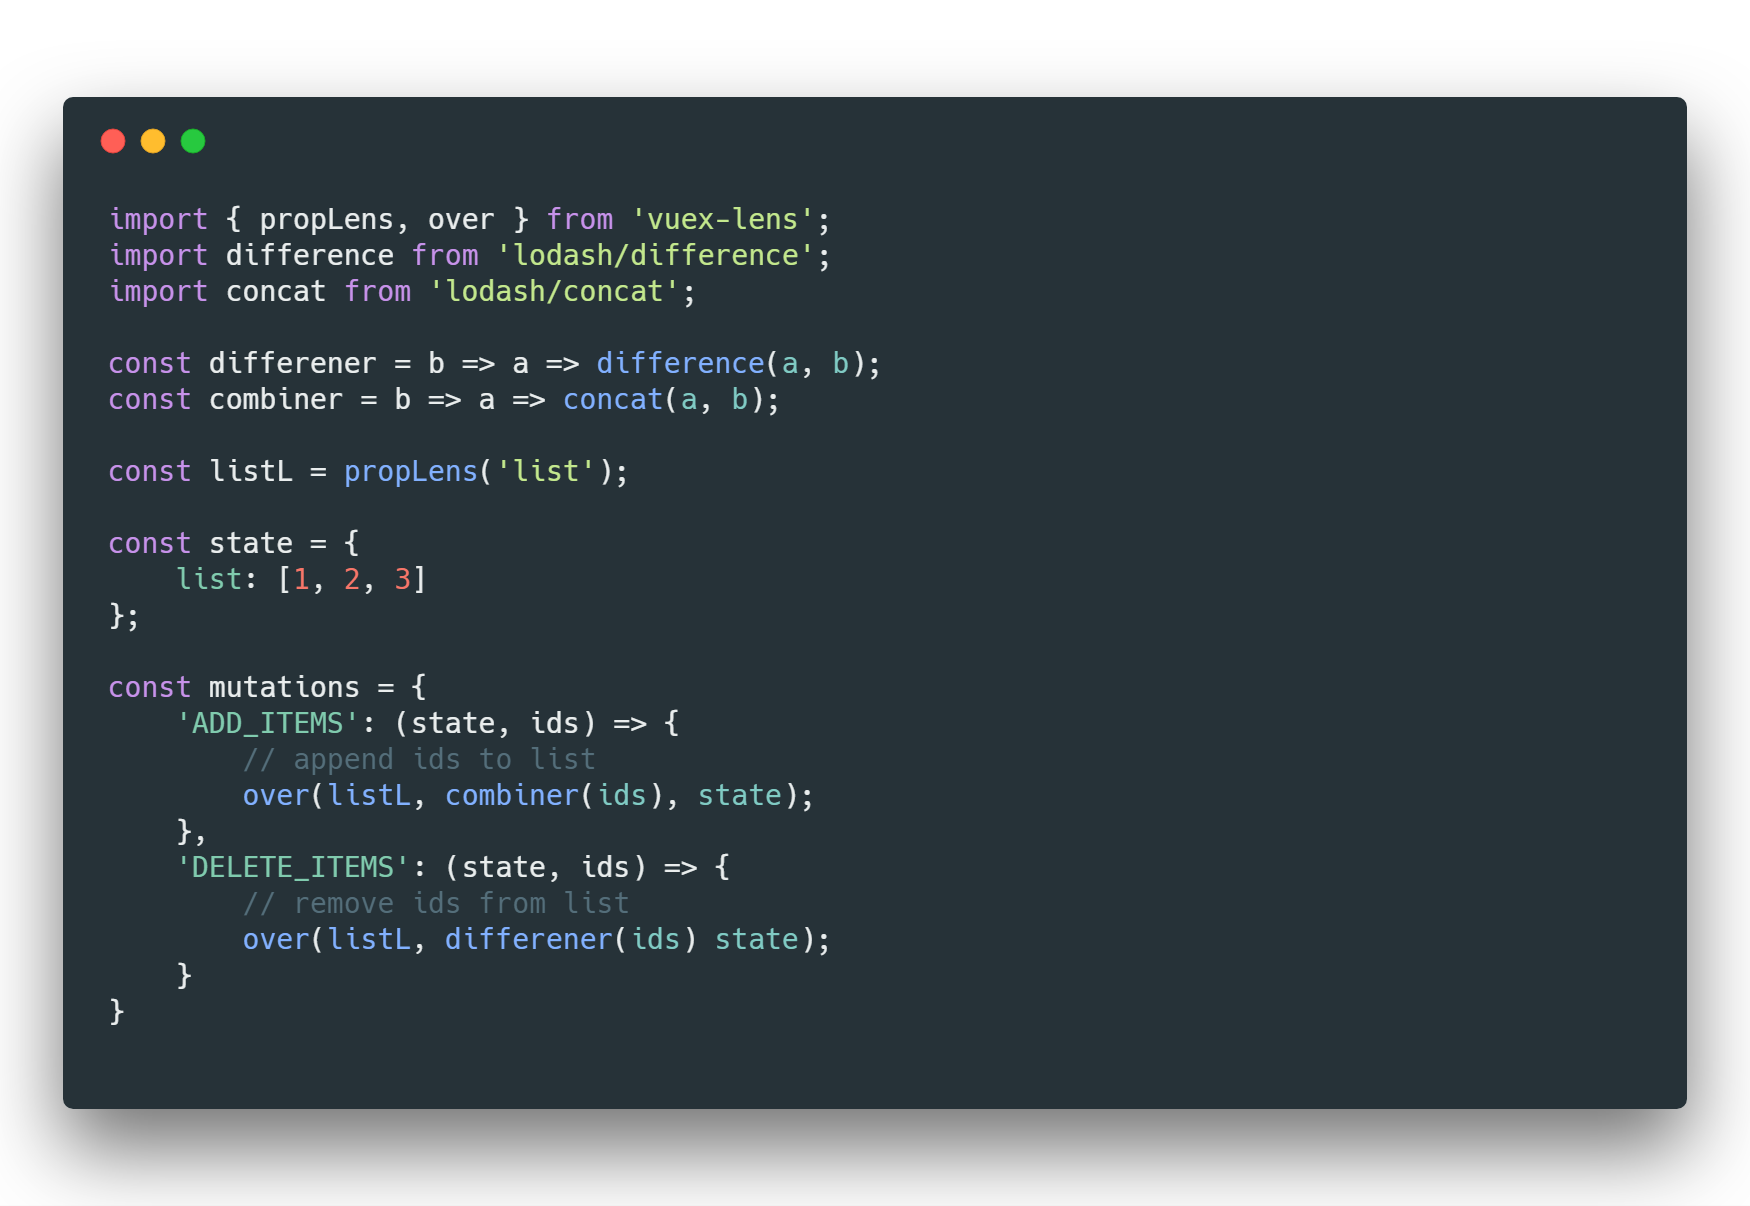 import { propLens, over } from 'vuex-lens';
import difference from 'lodash/difference';
import concat from 'lodash/concat';

const differener = b => a => difference(a, b);
const combiner = b => a => concat(a, b);

const listL = propLens('list');

const state = {
    list: [1, 2, 3]
};

const mutations = {
    'ADD_ITEMS': (state, ids) => {
        // append ids to list
        over(listL, combiner(ids), state);
    },
    'DELETE_ITEMS': (state, ids) => {
        // remove ids from list
        over(listL, differener(ids) state);
    }
}